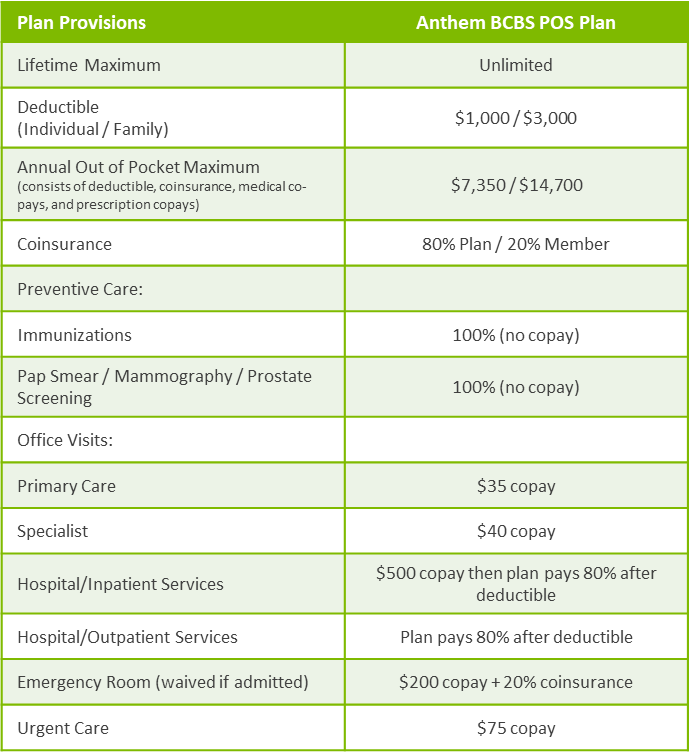 Plan Provisions
Anthem BCBS POS Plan
Lifetime Maximum
Unlimited
Deductible
(Individual / Family)
$1,000 / $3,000
Annual Out of Pocket Maximum
(consists of deductible, coinsurance, medical co-
pays, and prescription copays)
$7,350 / $14,700
Coinsurance
80% Plan / 20% Member
Preventive Care:
Immunizations
100% (no copay)
Pap Smear / Mammography / Prostate
Screening
100% (no copay)
Office Visits:
Primary Care
$35 copay
Specialist
$40 copay
Hospital/Inpatient Services
$500 copay then plan pays 80% after
deductible
Hospital/Outpatient Services
Plan pays 80% after deductible
Emergency Room (waived if admitted)
$200 copay + 20% coinsurance
Urgent Care
$75 copay